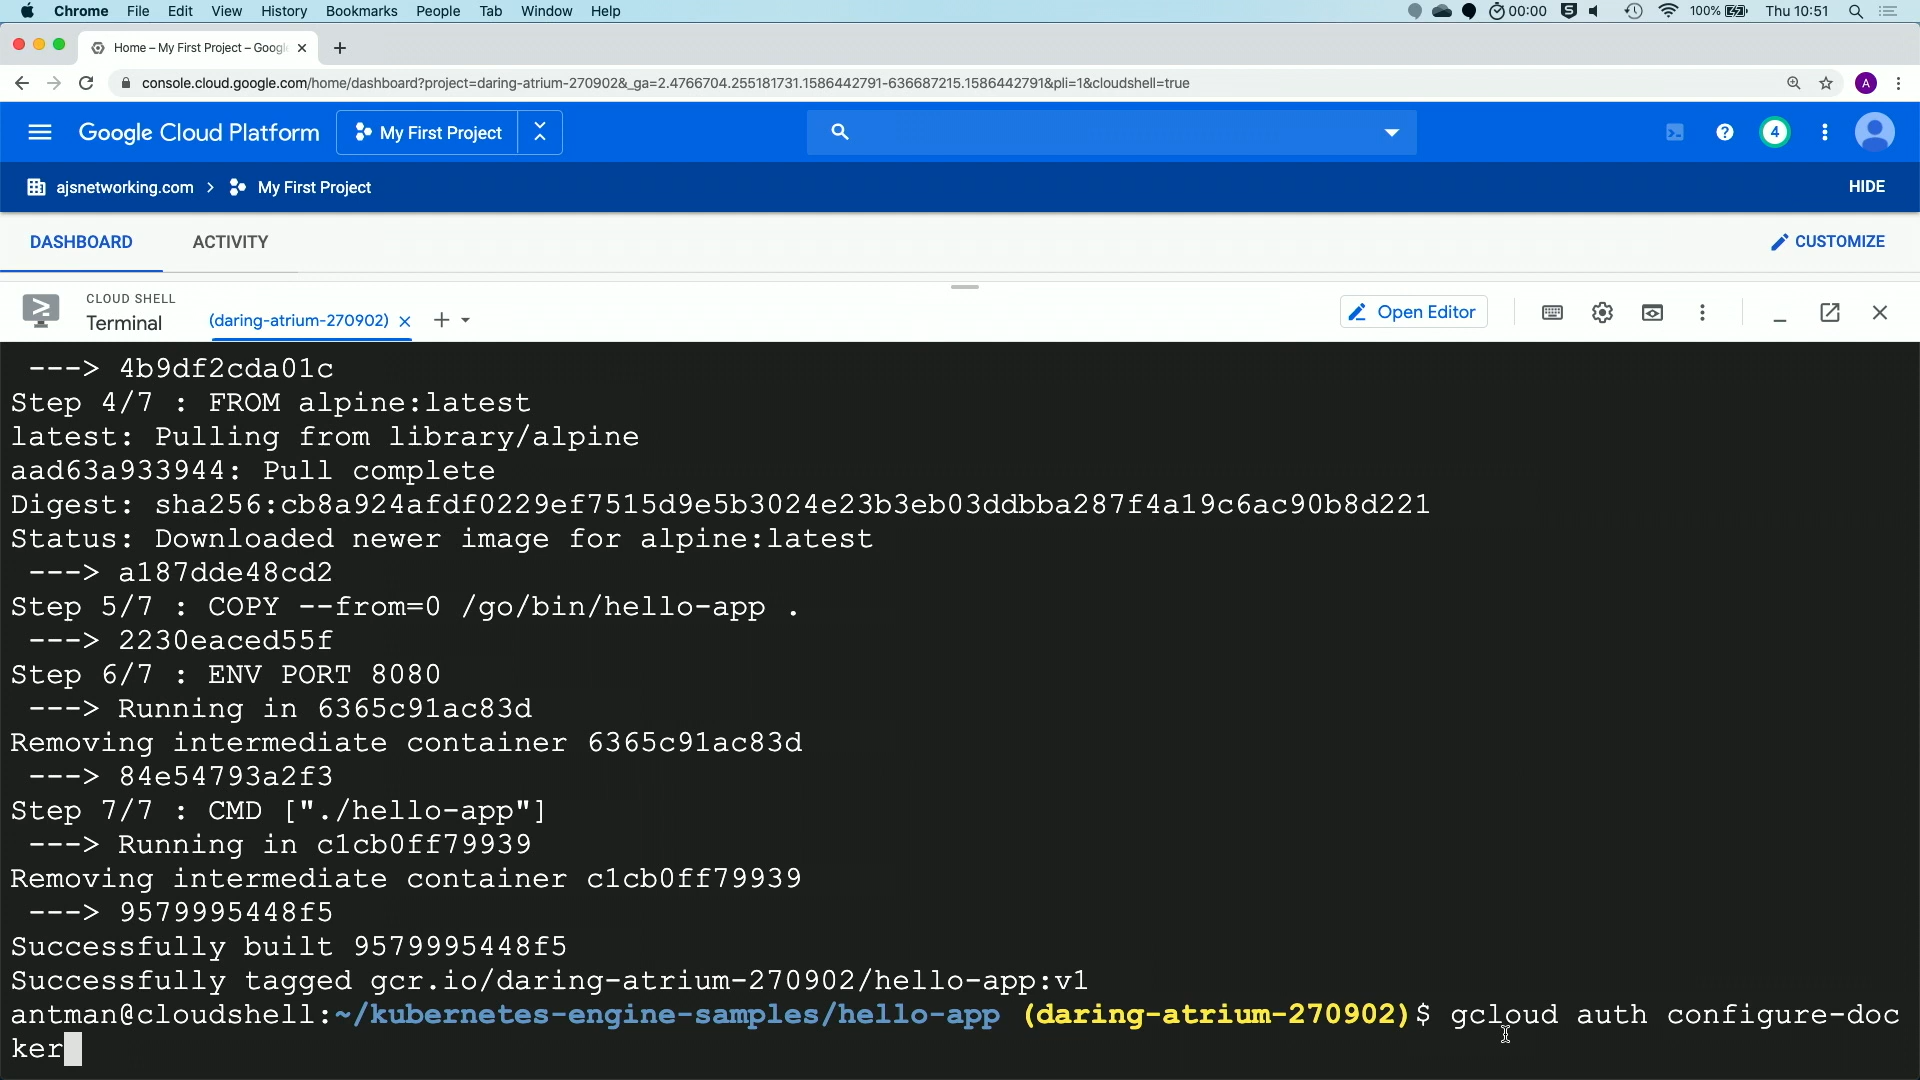 Chrome File Edit View History Bookmarks People Tab Window Help 00:00 100% Thu 10:51
Home – My First Project – Googl
console.cloud.google.com/home/dashboard?project=daring-atrium-270902&_ga=2.4766704.255181731.1586442791-636687215.1586442791&pli=1&cloudshell=true A
Google Cloud Platform My First Project 4
ajsnetworking.com > My First Project HIDE
DASHBOARD ACTIVITY CUSTOMIZE
CLOUD SHELL
Terminal (daring-atrium-270902) Open Editor
---> 4b9df2cda01c
Step 4/7 : FROM alpine:latest
latest: Pulling from library/alpine
aad63a933944: Pull complete
Digest: sha256:cb8a924afdf0229ef7515d9e5b3024e23b3eb03ddbba287f4a19c6ac90b8d221
Status: Downloaded newer image for alpine:latest
---> a187dde48cd2
Step 5/7 : COPY --from=0 /go/bin/hello-app .
---> 2230eaced55f
Step 6/7 : ENV PORT 8080
---> Running in 6365c91ac83d
Removing intermediate container 6365c91ac83d
---> 84e54793a2f3
Step 7/7 : CMD ["./hello-app"]
---> Running in c1cb0ff79939
Removing intermediate container c1cb0ff79939
---> 9579995448f5
Successfully built 9579995448f5
Successfully tagged gcr.io/daring-atrium-270902/hello-app:v1
antman@cloudshell:~/kubernetes-engine-samples/hello-app (daring-atrium-270902)$ gcloud auth configure-doc
ker